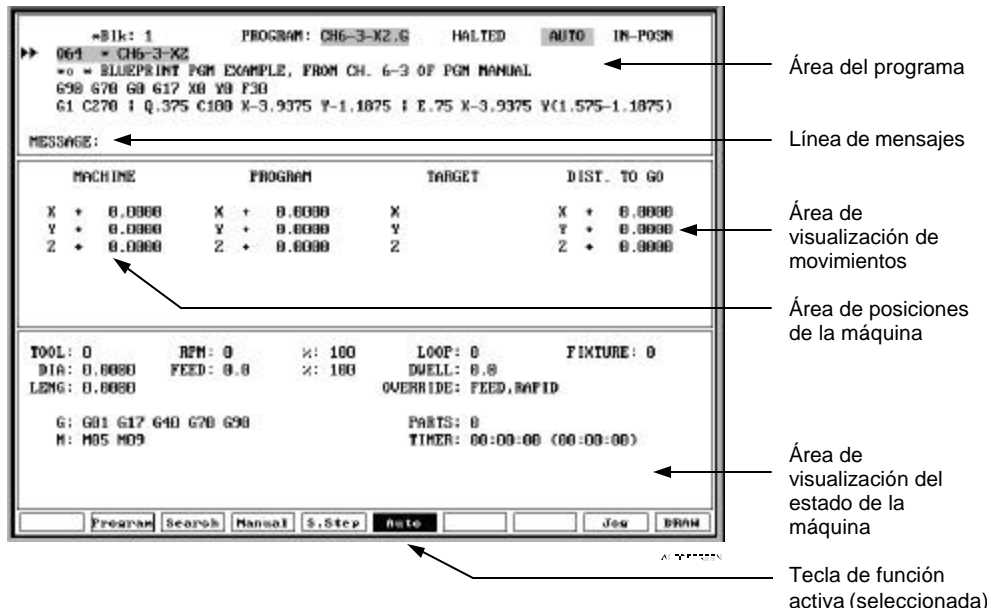 *Blk: 1 PROGRAM: CH6-3-XZ.G HALTED AUTO IN-POSN
O64 * CH6-3-XZ
*o * BLUEPRINT PGM EXAMPLE, FROM CH. 6-3 OF PGM MANUAL
G90 G70 G0 G17 X0 Y0 F30
G1 C270 ; Q.375 C180 X-3.9375 Y-1.1875 ; E.75 X-3.9375 Y(1.575-1.1875)
MESSAGE:
MACHINE PROGRAM TARGET DIST. TO GO
X + 0.0000 X + 0.0000 X X + 0.0000
Y + 0.0000 Y + 0.0000 Y Y + 0.0000
Z + 0.0000 Z + 0.0000 Z Z + 0.0000
TOOL: 0 RPM: 0 %: 100 LOOP: 0 FIXTURE: 0
DIA: 0.0000 FEED: 0.0 %: 100 DWELL: 0.0
LENG: 0.0000 OVERRIDE: FEED,RAPID
G: G01 G17 G40 G70 G90 PARTS: 0
M: M05 M09 TIMER: 00:00:00 (00:00:00)
Program Search Manual S.Step Auto Jog DRAW
Área del programa
Línea de mensajes
Área de
visualización de
movimientos
Área de posiciones
de la máquina
Área de
visualización del
estado de la
máquina
Tecla de función
activa (seleccionada)